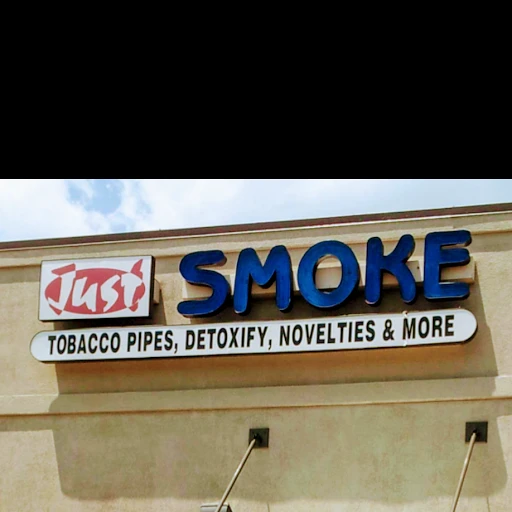 Just SMOKE
TOBACCO PIPES, DETOXIFY, NOVELTIES & MORE